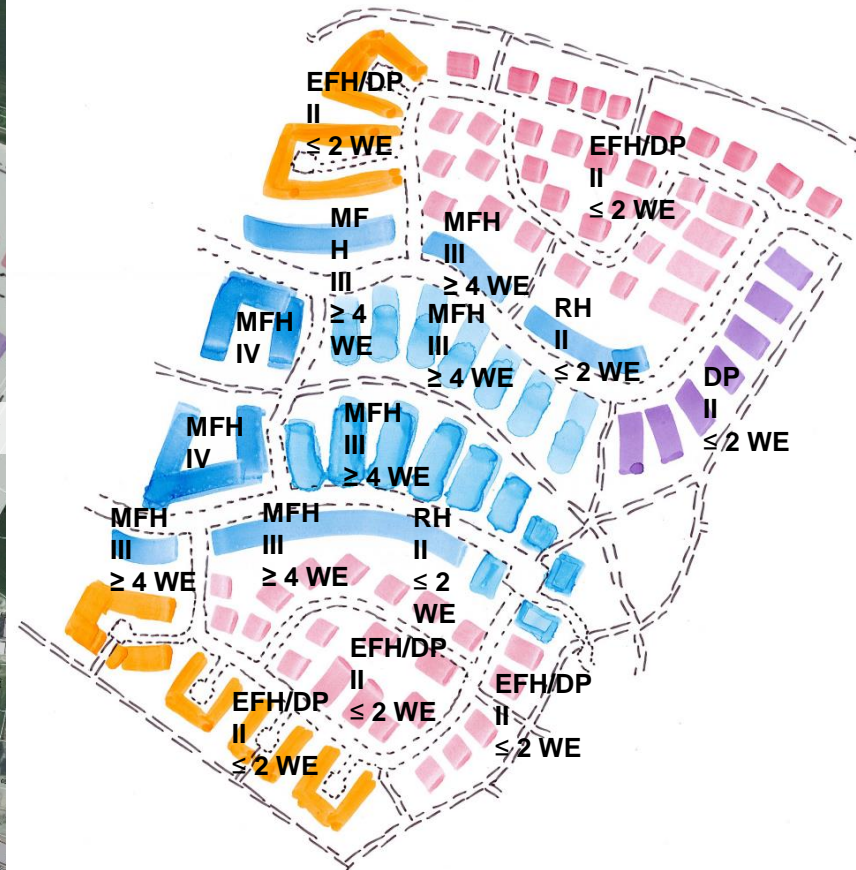 EFH/DP
II
≤ 2 WE
EFH/DP
II
≤ 2 WE
MF
H
III
≥ 4
WE
MFH
III
≥ 4 WE
MFH
IV
MFH
III
≥ 4 WE
RH
II
≤ 2 WE
DP
II
≤ 2 WE
MFH
IV
MFH
III
≥ 4 WE
MFH
III
≥ 4 WE
MFH
III
≥ 4 WE
RH
II
≤ 2
WE
EFH/DP
II
≤ 2 WE
EFH/DP
II
≤ 2 WE
EFH/DP
II
≤ 2 WE